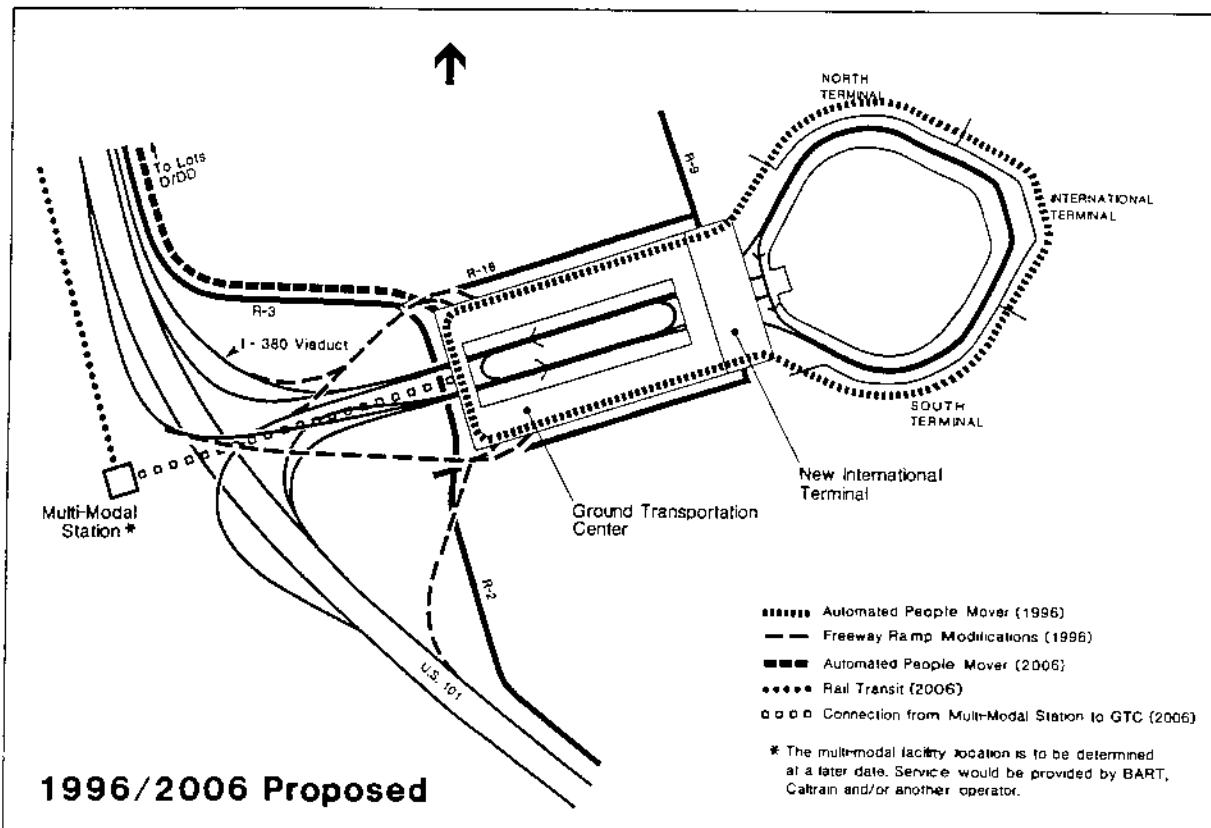 NORTH
TERMINAL
To Lots
D/DD
R-9
INTERNATIONAL
TERMINAL
R-18
R-3
I - 380 Viaduct
SOUTH
TERMINAL
New International
Terminal
Multi-Modal
Station *
Ground Transportation
Center
R-2
U.S. 101
Automated People Mover (1996)
Freeway Ramp Modifications (1996)
Automated People Mover (2006)
Rail Transit (2006)
Connection from Multi-Modal Station to GTC (2006)
* The multi-modal facility location is to be determined
at a later date. Service would be provided by BART,
Caltrain and/or another operator.
1996/2006 Proposed